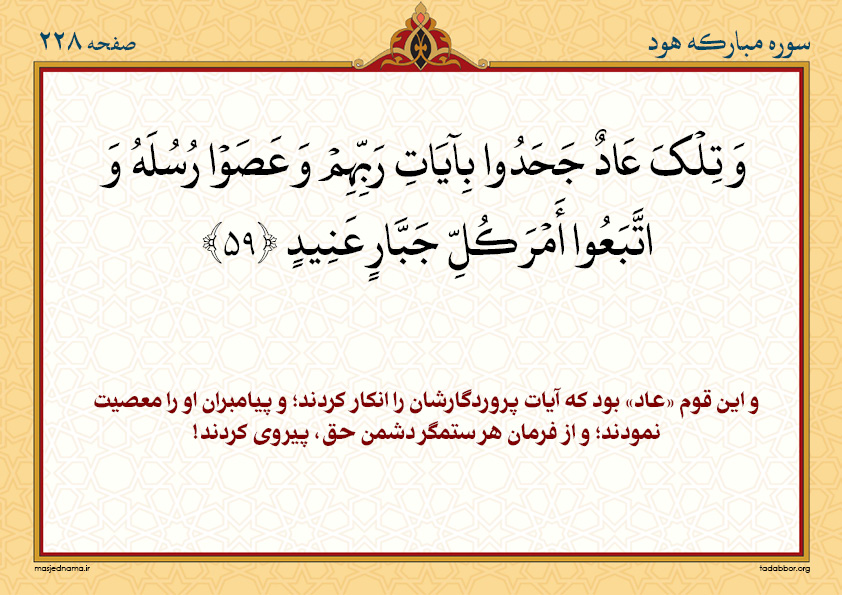 سوره مبارکه هود
صفحه ۲۲۸
وَ تِلْکَ عَادٌ جَحَدُوا بِآیَاتِ رَبِّهِمْ وَ عَصَوْا رُسُلَهُ وَ
اتَّبَعُوا أَمْرَ کُلِّ جَبَّارٍ عَنِیدٍ ﴿۵۹﴾
و این قوم «عاد» بود که آیات پروردگارشان را انکار کردند؛ و پیامبران او را معصیت
نمودند؛ و از فرمان هر ستمگر دشمن حق، پیروی کردند!
masjednama.ir
tadabbor.org